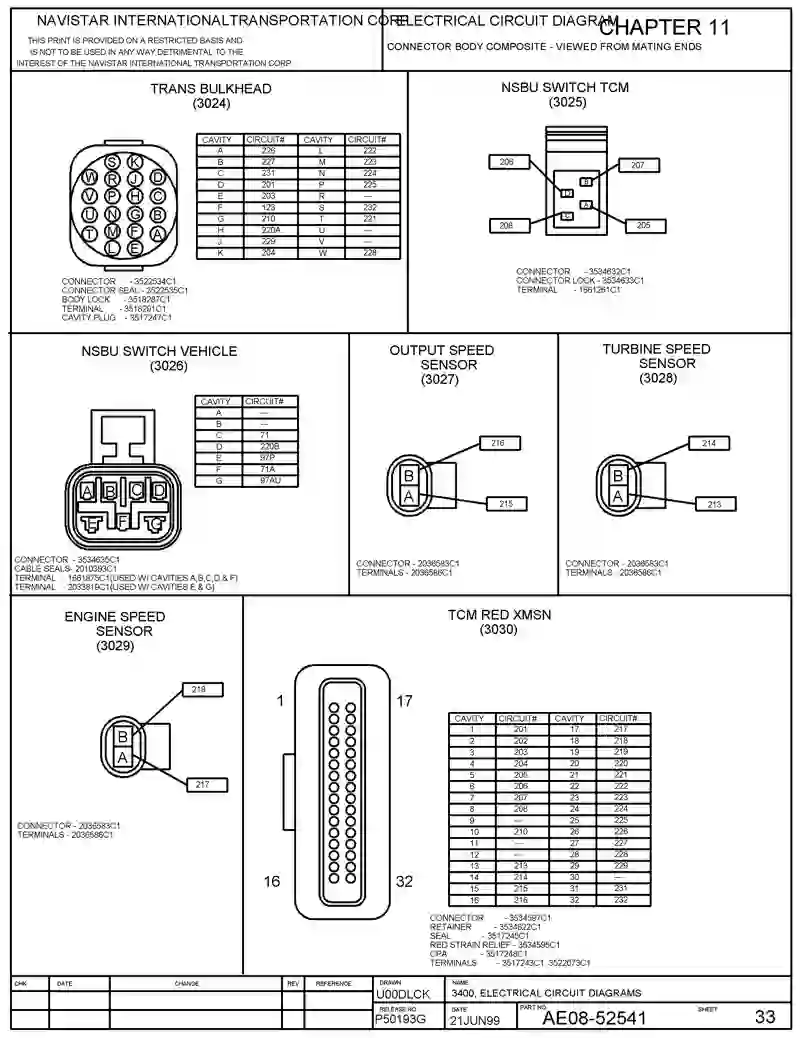 NAVISTAR INTERNATIONALTRANSPORTATION CORP
THIS PRINT IS PROVIDED ON A RESTRICTED BASIS AND
IS NOT TO BE USED IN ANY WAY DETRIMENTAL TO THE
INTEREST OF THE NAVISTAR INTERNATIONAL TRANSPORTATION CORP
ELECTRICAL CIRCUIT DIAGRAM
CHAPTER 11
CONNECTOR BODY COMPOSITE - VIEWED FROM MATING ENDS
TRANS BULKHEAD
(3024)
S K
W R J D
V P H C
U N G B
T M F A
L E
CAVITY CIRCUIT# CAVITY CIRCUIT#
A 226 L 222
B 227 M 223
C 231 N 224
D 201 P 225
E 203 R —
F 123 S 232
G 210 T 221
H 220A U —
J 229 V —
K 204 W 228
CONNECTOR - 3522534C1
CONNECTOR SEAL - 2522535C1
BODY LOCK - 3518287C1
TERMINAL - 3518291C1
CAVITY PLUG - 3517247C1
NSBU SWITCH TCM
(3025)
206
207
B
D
A
C
208
205
CONNECTOR - 3534632C1
CONNECTOR LOCK - 3534633C1
TERMINAL - 1661261C1
NSBU SWITCH VEHICLE
(3026)
A B C D
E F G
CAVITY CIRCUIT#
A —
B —
C 71
D 220B
E 97P
F 71A
G 97AU
CONNECTOR - 3534635C1
CABLE SEALS- 2010393C1
TERMINAL - 1661875C1(USED W/ CAVITIES A,B,C,D,& F)
TERMINAL - 2033819C1(USED W/ CAVITIES E & G)
OUTPUT SPEED
SENSOR
(3027)
216
B
A
215
CONNECTOR - 2036583C1
TERMINALS - 2036586C1
TURBINE SPEED
SENSOR
(3028)
214
B
A
213
CONNECTOR - 2036583C1
TERMINALS - 2036586C1
ENGINE SPEED
SENSOR
(3029)
218
B
A
217
CONNECTOR - 2036583C1
TERMINALS - 2036586C1
TCM RED XMSN
(3030)
1
17
16
32
CAVITY CIRCUIT# CAVITY CIRCUIT#
1 201 17 217
2 202 18 218
3 203 19 219
4 204 20 220
5 205 21 221
6 206 22 222
7 207 23 223
8 208 24 224
9 — 25 225
10 210 26 226
11 — 27 227
12 — 28 228
13 213 29 229
14 214 30 —
15 215 31 231
16 216 32 232
CONNECTOR - 3534597C1
RETAINER - 3534622C1
SEAL - 3517245C1
RED STRAIN RELIEF - 3534595C1
CPA - 3517248C1
TERMINALS - 3517243C1 3522073C1
CHK DATE CHANGE REV REFERENCE
DRAWN
U00DLCK
NAME
3400, ELECTRICAL CIRCUIT DIAGRAMS
RELEASE NO.
P50193G
DATE
21JUN99
PART NO.
AE08-52541
SHEET
33